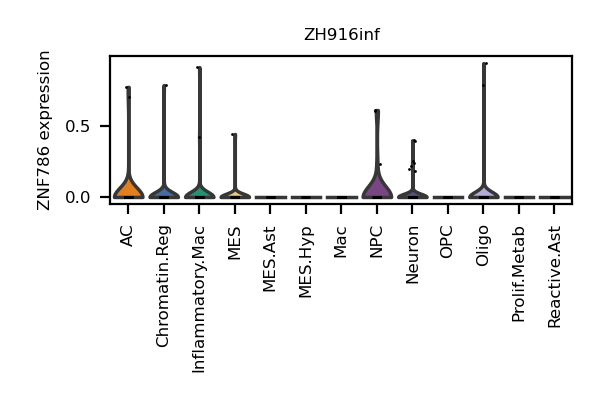 ZH916inf
ZNF786 expression
0.5
0.0
AC
Chromatin.Reg
Inflammatory.Mac
MES
MES.Ast
MES.Hyp
Mac
NPC
Neuron
OPC
Oligo
Prolif.Metab
Reactive.Ast